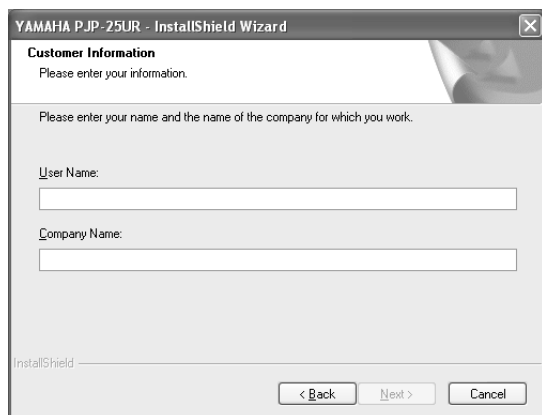 YAMAHA PJP-25UR - InstallShield Wizard
Customer Information
Please enter your information.
Please enter your name and the name of the company for which you work.
User Name:
Company Name:
InstallShield
< Back Next > Cancel